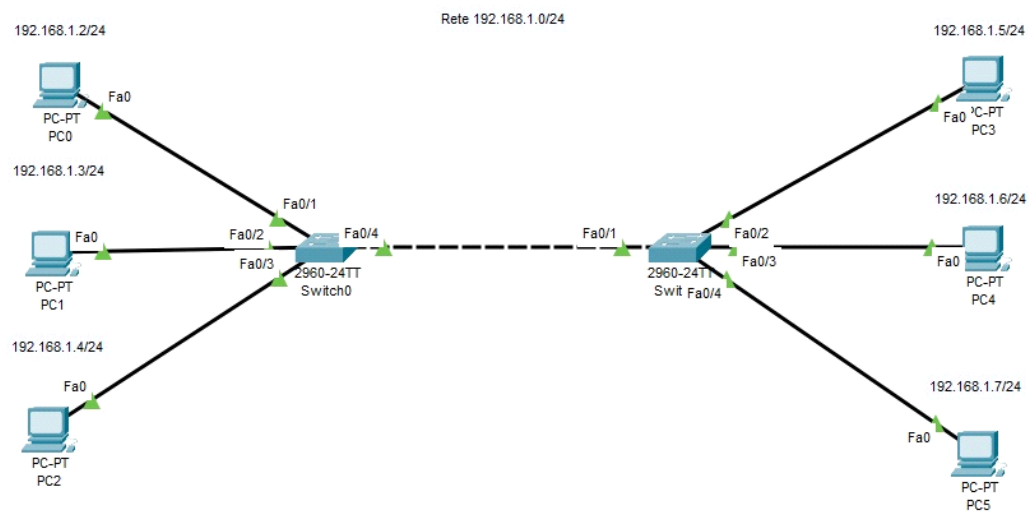 Rete 192.168.1.0/24
192.168.1.2/24
Fa0
PC-PT
PC0
192.168.1.3/24
Fa0
PC-PT
PC1
192.168.1.4/24
Fa0
PC-PT
PC2
Fa0/1
Fa0/2
Fa0/3
Fa0/4
2960-24TT
Switch0
Fa0/1
Fa0/2
Fa0/3
2960-24TT
Swit
Fa0/4
192.168.1.5/24
Fa0
PC-PT
PC3
192.168.1.6/24
Fa0
PC-PT
PC4
192.168.1.7/24
Fa0
PC-PT
PC5